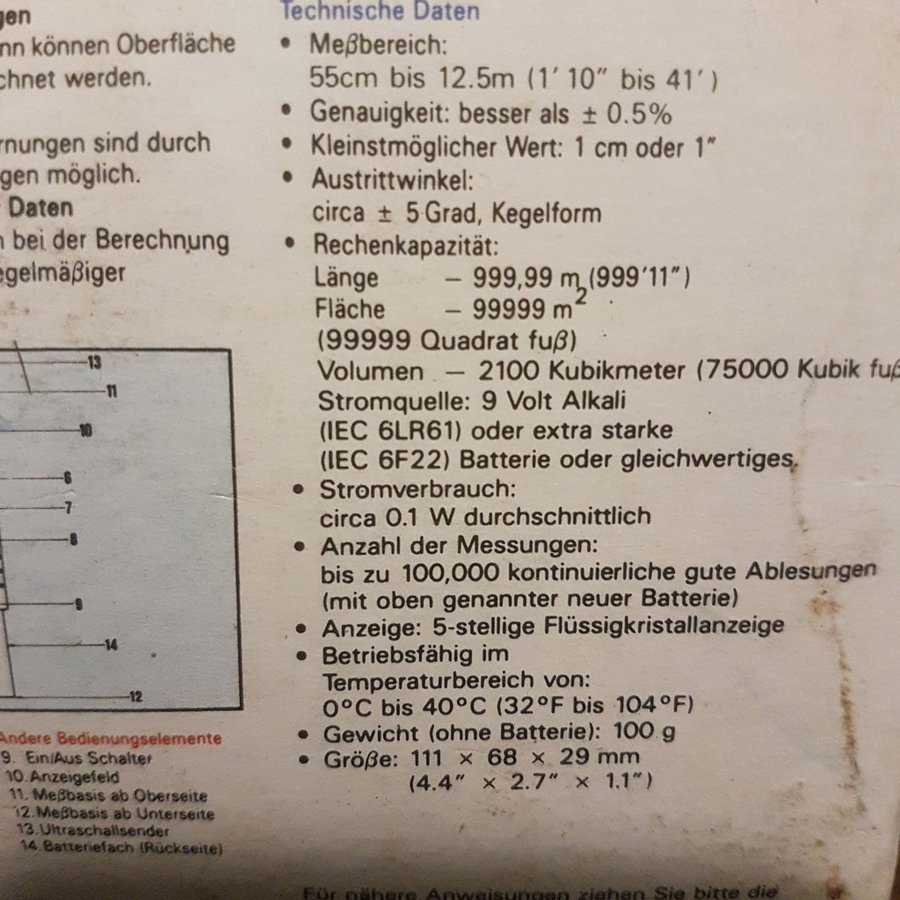 gen
nn können Oberfläche
chnet werden.
rnungen sind durch
gen möglich.
Daten
bei der Berechnung
egelmäßiger
13
11
10
6
7
8
9
14
12
Andere Bedienungselemente
9. Ein/Aus Schalter
10. Anzeigefeld
11. Meßbasis ab Oberseite
12. Meßbasis ab Unterseite
13. Ultraschallsender
14 Batteriefach (Rückseite)
Technische Daten
• Meßbereich:
55cm bis 12.5m (1' 10" bis 41')
• Genauigkeit: besser als ± 0.5%
• Kleinstmöglicher Wert: 1 cm oder 1"
• Austrittwinkel:
circa ± 5 Grad, Kegelform
• Rechenkapazität:
Länge – 999,99 m (999'11")
Fläche – 99999 m²
(99999 Quadrat fuß)
Volumen – 2100 Kubikmeter (75000 Kubik fuß
Stromquelle: 9 Volt Alkali
(IEC 6LR61) oder extra starke
(IEC 6F22) Batterie oder gleichwertiges.
• Stromverbrauch:
circa 0.1 W durchschnittlich
• Anzahl der Messungen:
bis zu 100,000 kontinuierliche gute Ablesungen
(mit oben genannter neuer Batterie)
• Anzeige: 5-stellige Flüssigkristallanzeige
• Betriebsfähig im
Temperaturbereich von:
0°C bis 40°C (32°F bis 104°F)
• Gewicht (ohne Batterie): 100 g
• Größe: 111 × 68 × 29 mm
(4.4" × 2.7" × 1.1")
Für nähere Anweisungen ziehen Sie bitte die